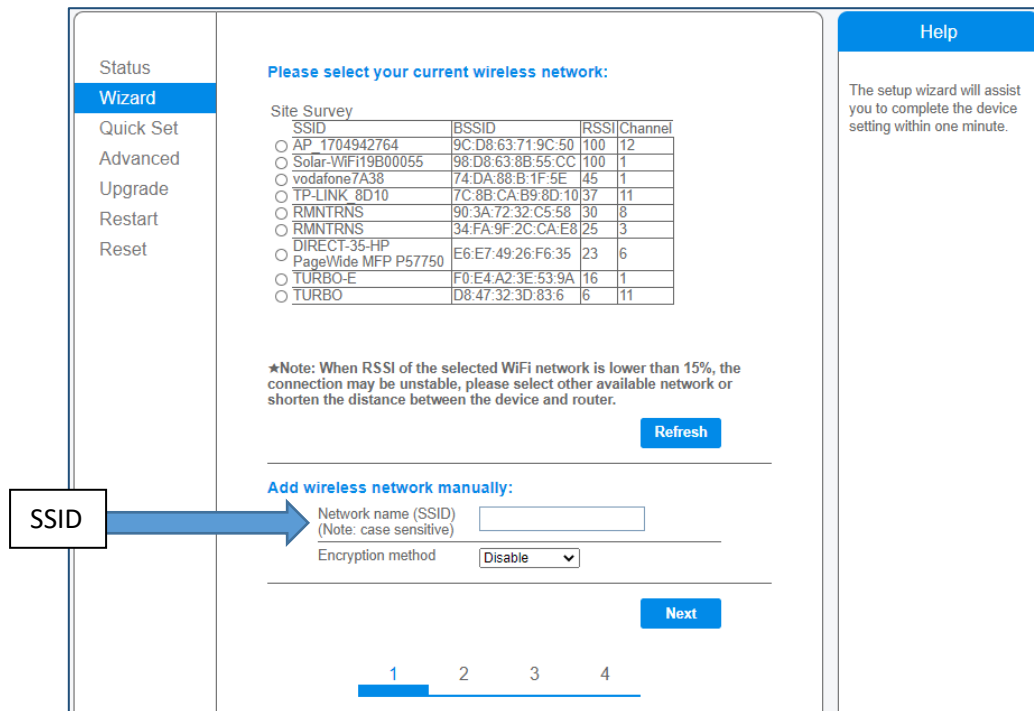 Help
Status
Wizard
Quick Set
Advanced
Upgrade
Restart
Reset
Please select your current wireless network:
Site Survey
SSID BSSID RSSI Channel
AP_1704942764 9C:D8:63:71:9C:50 100 12
Solar-WiFi19B00055 98:D8:63:8B:55:CC 100 1
vodafone7A38 74:DA:88:B:1F:5E 45 1
TP-LINK_8D10 7C:8B:CA:B9:8D:10 37 11
RMNTRNS 90:3A:72:32:C5:58 30 8
RMNTRNS 34:FA:9F:2C:CA:E8 25 3
DIRECT-35-HP
PageWide MFP P57750 E6:E7:49:26:F6:35 23 6
TURBO-E F0:E4:A2:3E:53:9A 16 1
TURBO D8:47:32:3D:83:6 6 11
★Note: When RSSI of the selected WiFi network is lower than 15%, the
connection may be unstable, please select other available network or
shorten the distance between the device and router.
Refresh
Add wireless network manually:
SSID
Network name (SSID)
(Note: case sensitive)
Encryption method Disable
Next
1 2 3 4
The setup wizard will assist
you to complete the device
setting within one minute.